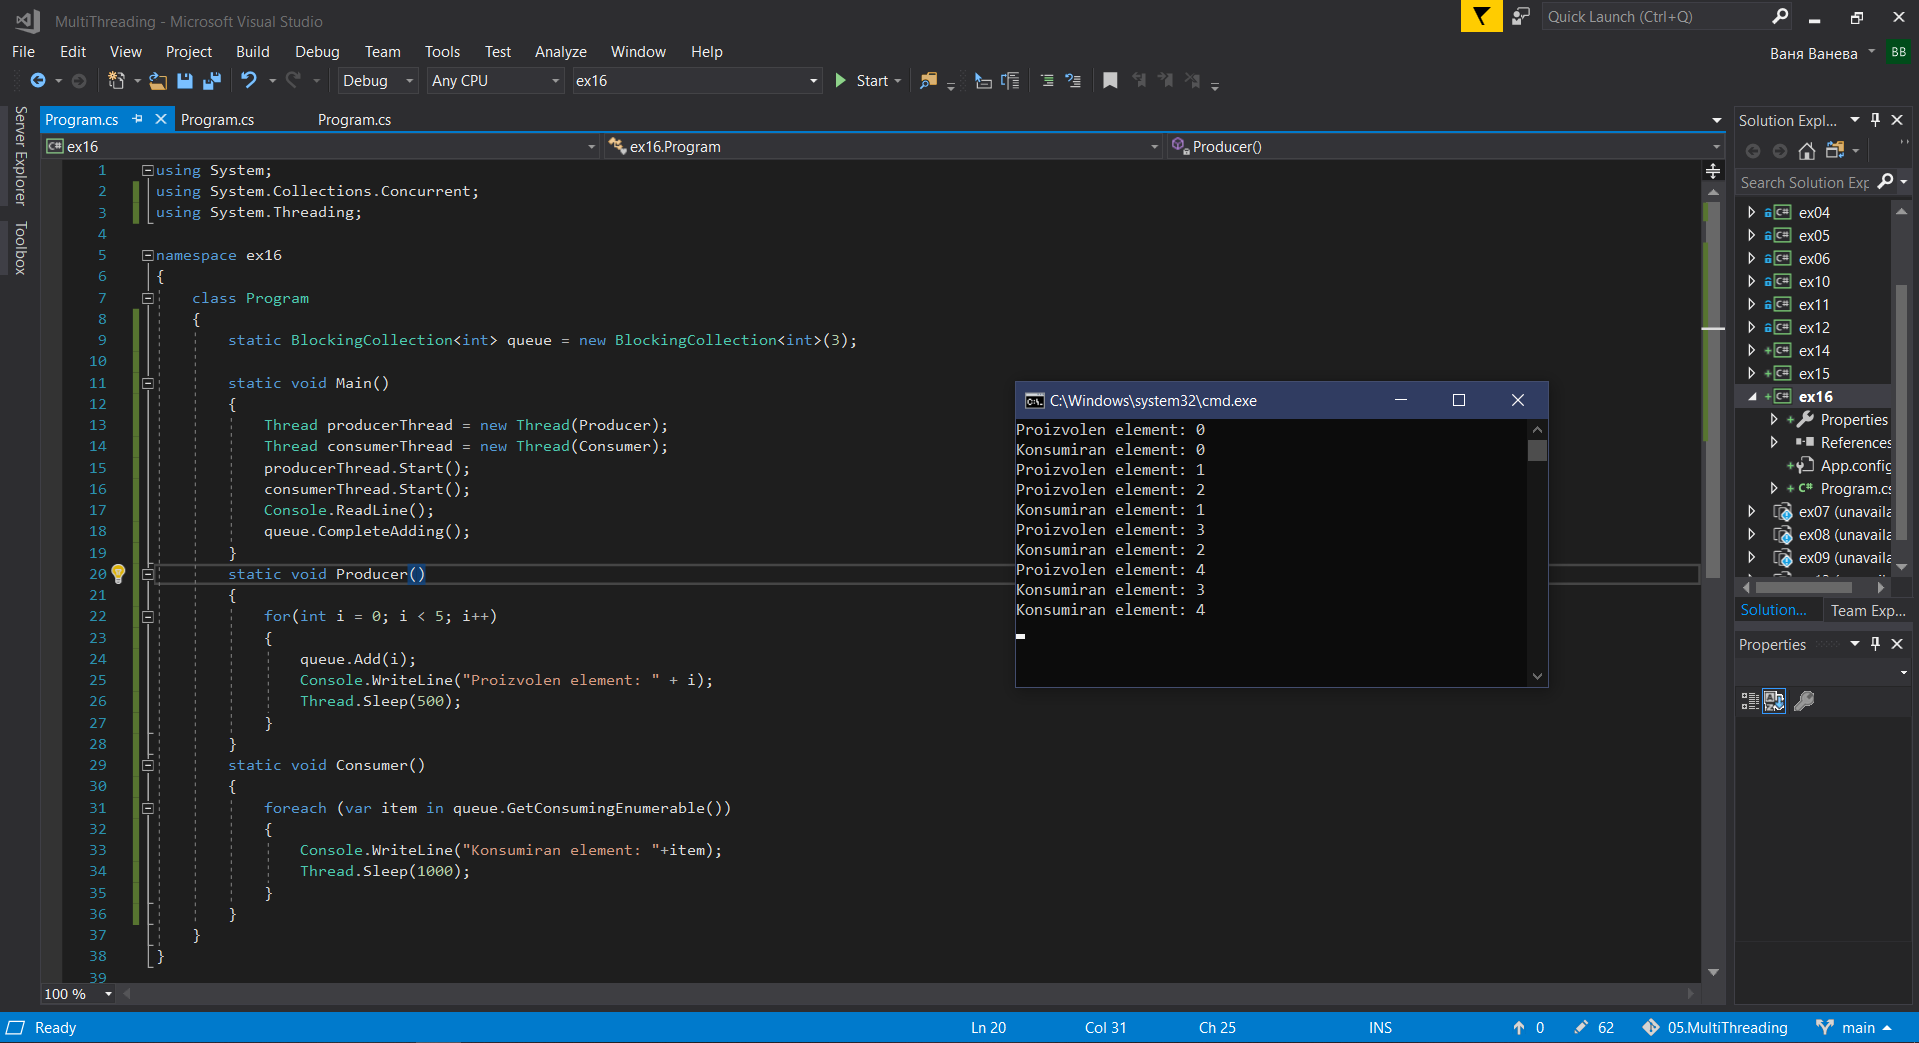 MultiThreading - Microsoft Visual Studio
Quick Launch (Ctrl+Q)
File Edit View Project Build Debug Team Tools Test Analyze Window Help
Ваня Ванева BB
Debug Any CPU ex16 Start
Server Explorer
Toolbox
Program.cs Program.cs Program.cs
C# ex16 ex16.Program Producer()
1 using System;
2 using System.Collections.Concurrent;
3 using System.Threading;
4
5 namespace ex16
6 {
7 class Program
8 {
9 static BlockingCollection<int> queue = new BlockingCollection<int>(3);
10
11 static void Main()
12 {
13 Thread producerThread = new Thread(Producer);
14 Thread consumerThread = new Thread(Consumer);
15 producerThread.Start();
16 consumerThread.Start();
17 Console.ReadLine();
18 queue.CompleteAdding();
19 }
20 static void Producer()
21 {
22 for(int i = 0; i < 5; i++)
23 {
24 queue.Add(i);
25 Console.WriteLine("Proizvolen element: " + i);
26 Thread.Sleep(500);
27 }
28 }
29 static void Consumer()
30 {
31 foreach (var item in queue.GetConsumingEnumerable())
32 {
33 Console.WriteLine("Konsumiran element: "+item);
34 Thread.Sleep(1000);
35 }
36 }
37 }
38 }
39
100 %
C:\Windows\system32\cmd.exe
Proizvolen element: 0
Konsumiran element: 0
Proizvolen element: 1
Proizvolen element: 2
Konsumiran element: 1
Proizvolen element: 3
Konsumiran element: 2
Proizvolen element: 4
Konsumiran element: 3
Konsumiran element: 4
Solution Expl...
Search Solution Exp
C# ex04
C# ex05
C# ex06
C# ex10
C# ex11
C# ex12
C# ex14
C# ex15
C# ex16
Properties
References
App.config
C# Program.cs
ex07 (unavaila
ex08 (unavaila
ex09 (unavaila
Solution... Team Exp...
Properties
Ready Ln 20 Col 31 Ch 25 INS 0 62 05.MultiThreading main